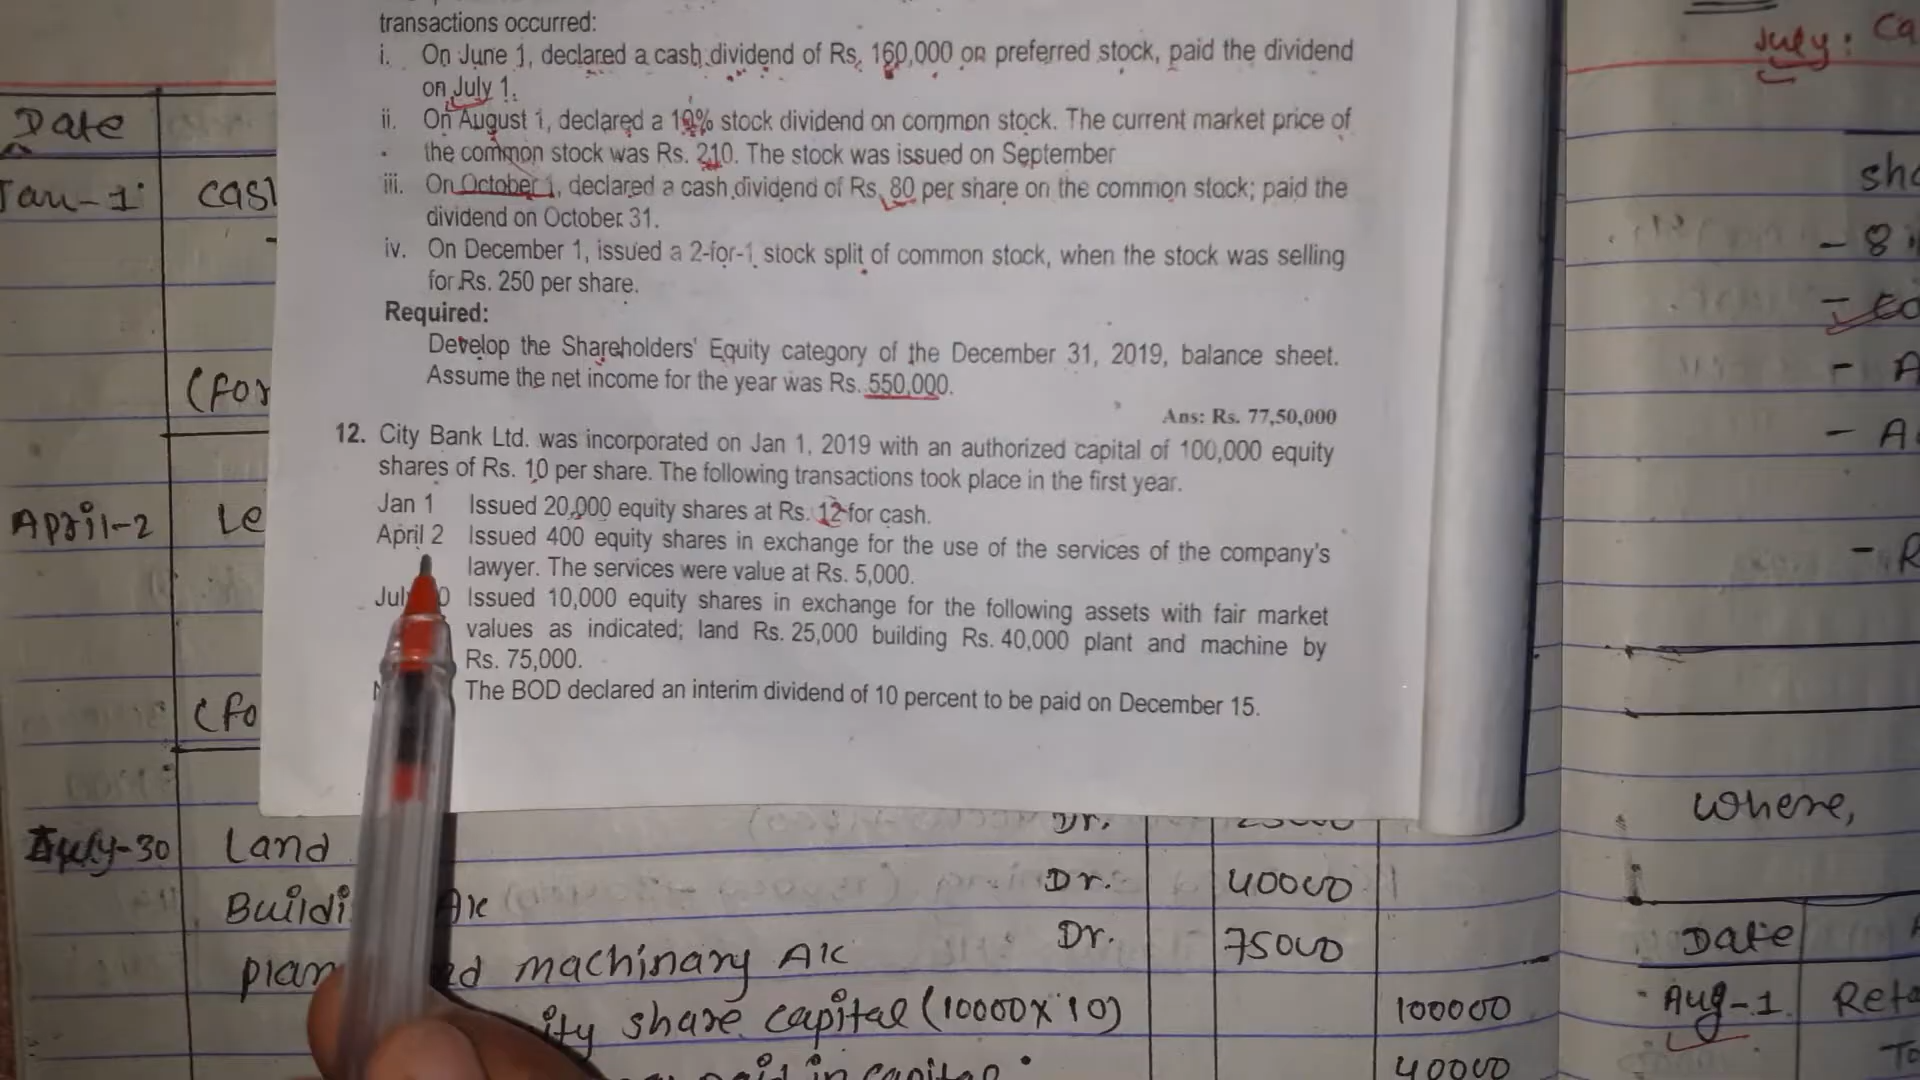 transactions occurred:
i. On June 1, declared a cash dividend of Rs. 160,000 on preferred stock, paid the dividend
on July 1.
ii. On August 1, declared a 10% stock dividend on common stock. The current market price of
the common stock was Rs. 210. The stock was issued on September
iii. On October 1, declared a cash dividend of Rs. 80 per share on the common stock; paid the
dividend on October 31.
iv. On December 1, issued a 2-for-1 stock split of common stock, when the stock was selling
for Rs. 250 per share.
Required:
Develop the Shareholders' Equity category of the December 31, 2019, balance sheet.
Assume the net income for the year was Rs. 550,000.
Ans: Rs. 77,50,000
12. City Bank Ltd. was incorporated on Jan 1, 2019 with an authorized capital of 100,000 equity
shares of Rs. 10 per share. The following transactions took place in the first year.
Jan 1 Issued 20,000 equity shares at Rs. 12 for cash.
April 2 Issued 400 equity shares in exchange for the use of the services of the company's
lawyer. The services were value at Rs. 5,000.
Issued 10,000 equity shares in exchange for the following assets with fair market
values as indicated; land Rs. 25,000 building Rs. 40,000 plant and machine by
Rs. 75,000.
The BOD declared an interim dividend of 10 percent to be paid on December 15.
Date
Jan-1
April-2
July-30 Land Dr.
Dr. 40000
machinary A/c Dr. 75000
share capital (10000x10) 100000
paid in capital 40000
July:
where,
Date
Aug-1